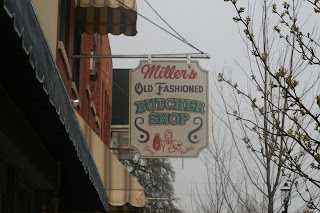 Miller's
OLD FASHIONED
BUTCHER
SHOP